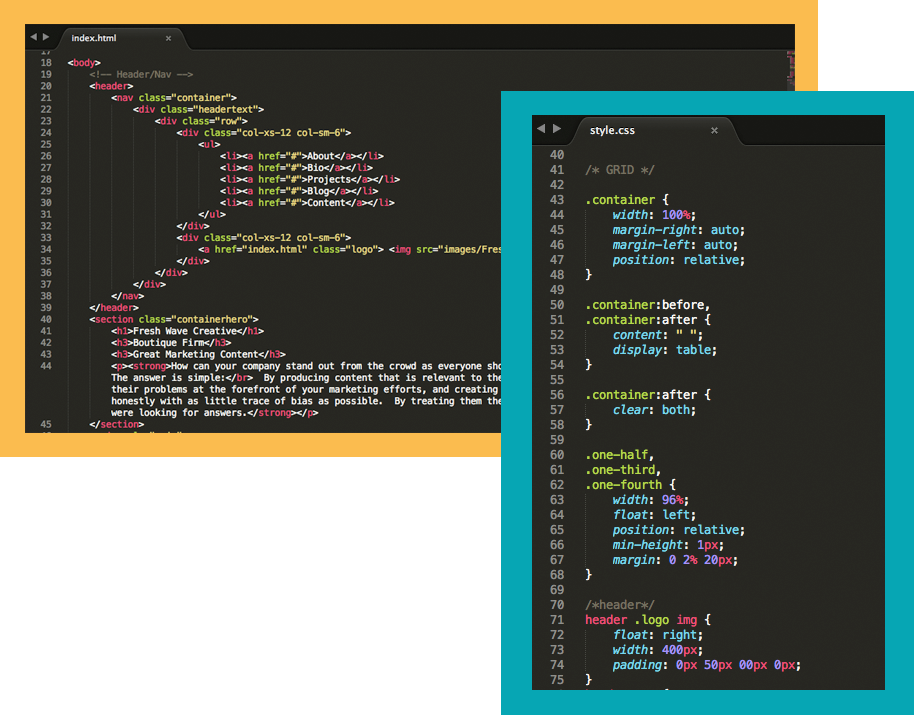 index.html ×
17
18 <body>
19 <!-- Header/Nav -->
20 <header>
21 <nav class="container">
22 <div class="headertext">
23 <div class="row">
24 <div class="col-xs-12 col-sm-6">
25 <ul>
26 <li><a href="#">About</a></li>
27 <li><a href="#">Bio</a></li>
28 <li><a href="#">Projects</a></li>
29 <li><a href="#">Blog</a></li>
30 <li><a href="#">Content</a></li>
31 </ul>
32 </div>
33 <div class="col-xs-12 col-sm-6">
34 <a href="index.html" class="logo"> <img src="images/Fres
35 </div>
36 </div>
37 </div>
38 </nav>
39 </header>
40 <section class="containerhero">
41 <h1>Fresh Wave Creative</h1>
42 <h3>Boutique Firm</h3>
43 <h3>Great Marketing Content</h3>
44 <p><strong>How can your company stand out from the crowd as everyone sho
The answer is simple:</br> By producing content that is relevant to the
their problems at the forefront of your marketing efforts, and creating
honestly with as little trace of bias as possible. By treating them the
were looking for answers.</strong></p>
45 </section>
style.css ×
40
41 /* GRID */
42
43 .container {
44 width: 100%;
45 margin-right: auto;
46 margin-left: auto;
47 position: relative;
48 }
49
50 .container:before,
51 .container:after {
52 content: " ";
53 display: table;
54 }
55
56 .container:after {
57 clear: both;
58 }
59
60 .one-half,
61 .one-third,
62 .one-fourth {
63 width: 96%;
64 float: left;
65 position: relative;
66 min-height: 1px;
67 margin: 0 2% 20px;
68 }
69
70 /*header*/
71 header .logo img {
72 float: right;
73 width: 400px;
74 padding: 0px 50px 00px 0px;
75 }